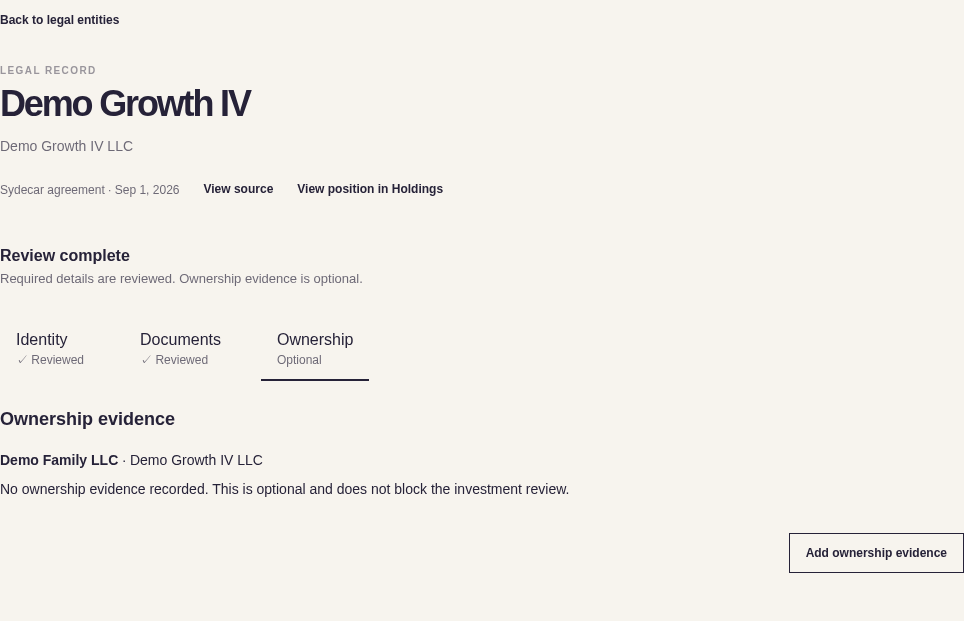 Back to legal entities
LEGAL RECORD
Demo Growth IV
Demo Growth IV LLC
Sydecar agreement · Sep 1, 2026 View source View position in Holdings
Review complete
Required details are reviewed. Ownership evidence is optional.
Identity Documents Ownership
✓ Reviewed ✓ Reviewed Optional
Ownership evidence
Demo Family LLC · Demo Growth IV LLC
No ownership evidence recorded. This is optional and does not block the investment review.
Add ownership evidence